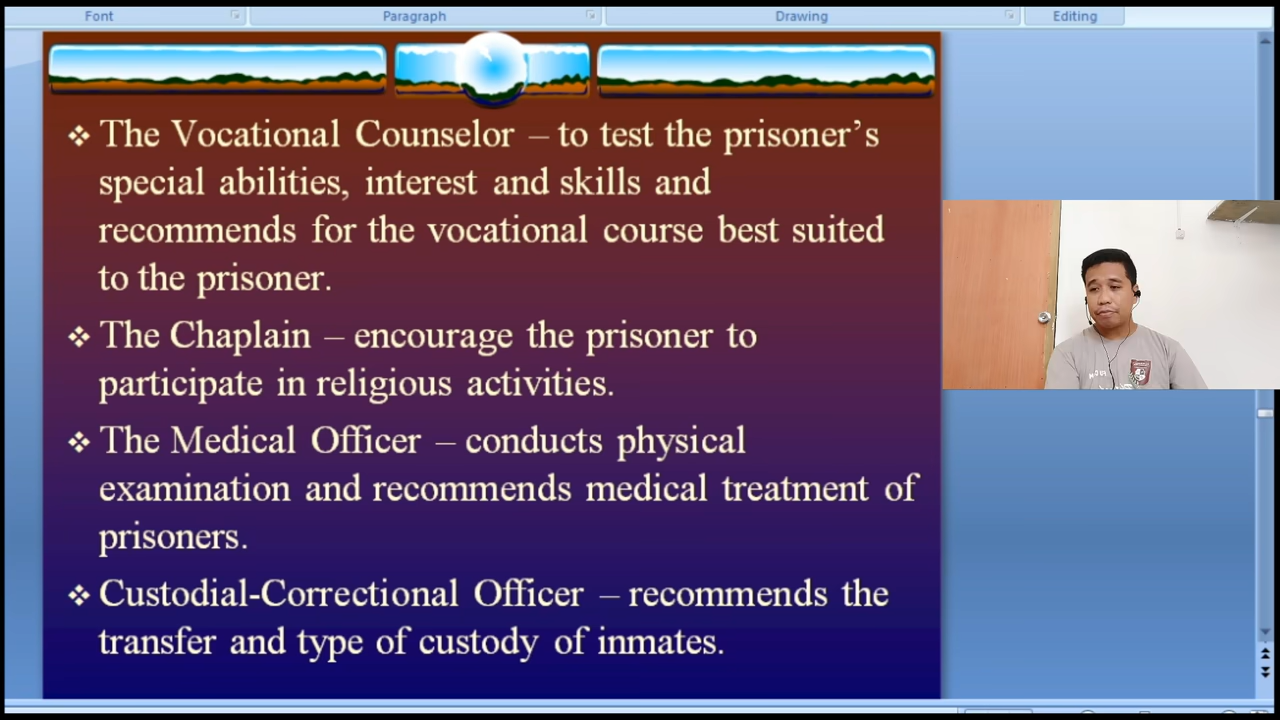 Font Paragraph Drawing Editing
❖ The Vocational Counselor – to test the prisoner’s
special abilities, interest and skills and
recommends for the vocational course best suited
to the prisoner.
❖ The Chaplain – encourage the prisoner to
participate in religious activities.
❖ The Medical Officer – conducts physical
examination and recommends medical treatment of
prisoners.
❖ Custodial-Correctional Officer – recommends the
transfer and type of custody of inmates.